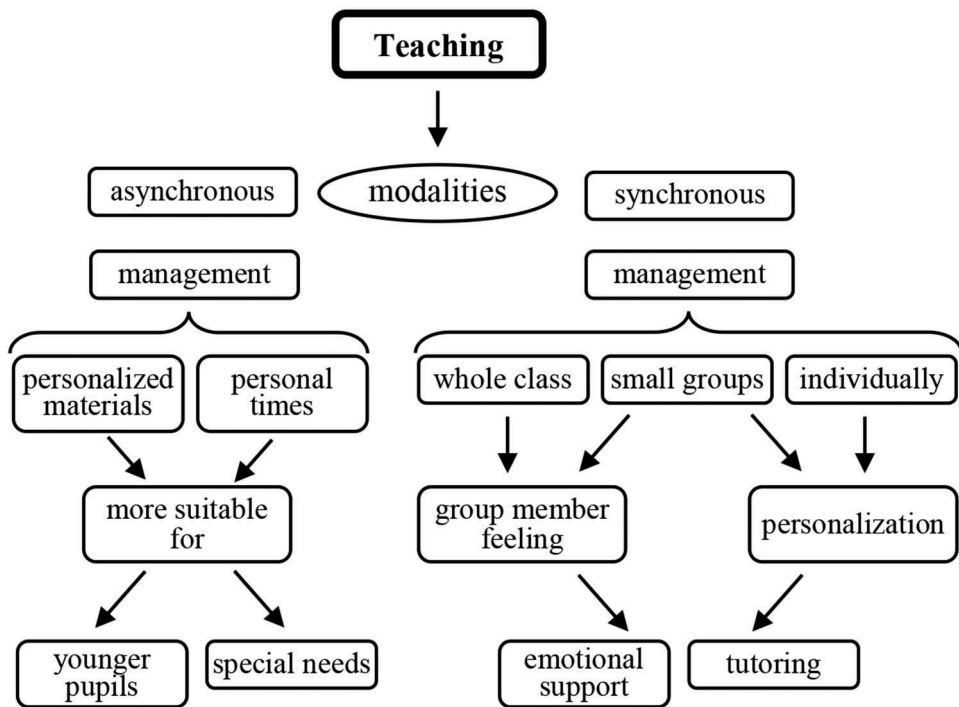 Teaching
asynchronous
modalities
synchronous
management
management
personalized
materials
personal
times
whole class
small groups
individually
more suitable
for
group member
feeling
personalization
younger
pupils
special needs
emotional
support
tutoring